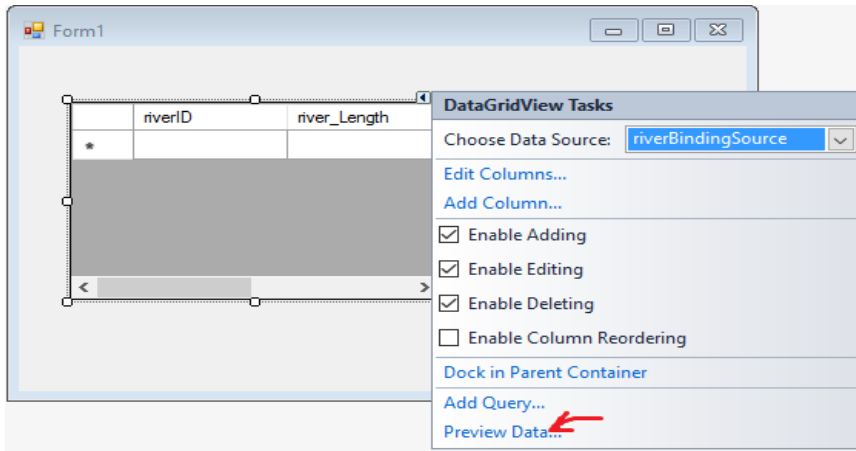 Form1
riverID river_Length
DataGridView Tasks
Choose Data Source: riverBindingSource
Edit Columns...
Add Column...
Enable Adding
Enable Editing
Enable Deleting
Enable Column Reordering
Dock in Parent Container
Add Query...
Preview Data...